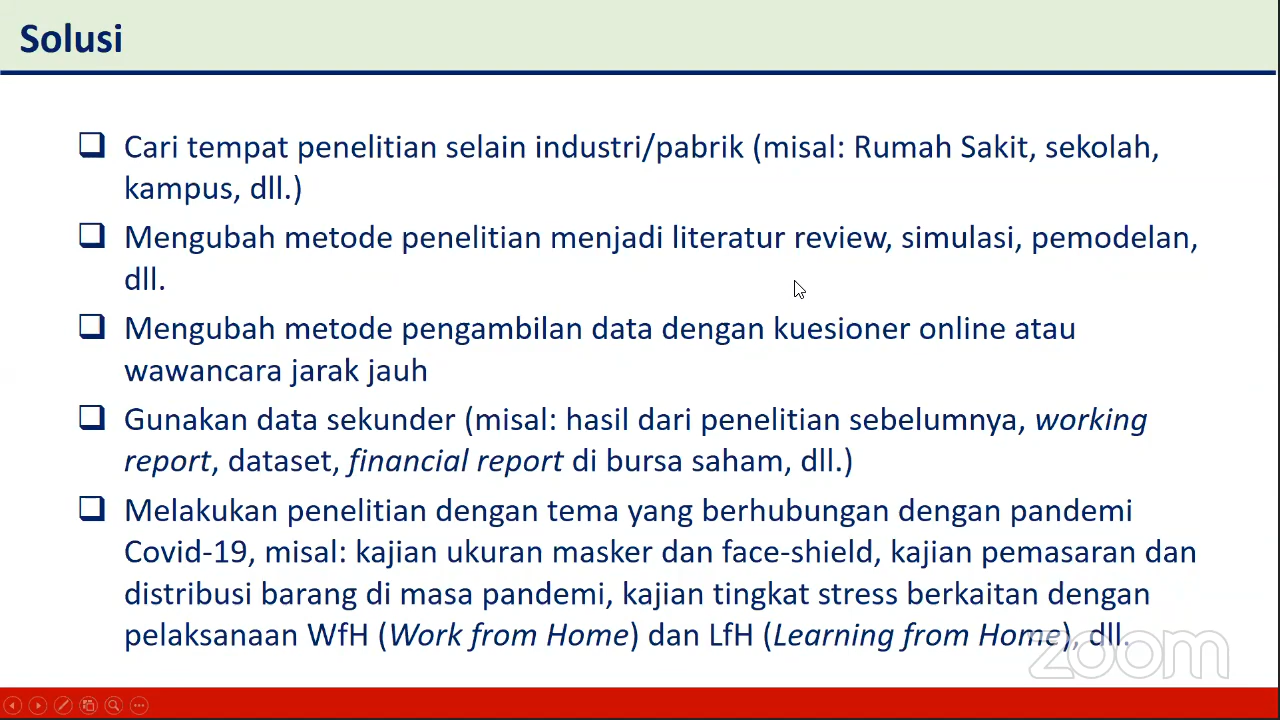 Solusi
Cari tempat penelitian selain industri/pabrik (misal: Rumah Sakit, sekolah,
kampus, dll.)
Mengubah metode penelitian menjadi literatur review, simulasi, pemodelan,
dll.
Mengubah metode pengambilan data dengan kuesioner online atau
wawancara jarak jauh
Gunakan data sekunder (misal: hasil dari penelitian sebelumnya, working
report, dataset, financial report di bursa saham, dll.)
Melakukan penelitian dengan tema yang berhubungan dengan pandemi
Covid-19, misal: kajian ukuran masker dan face-shield, kajian pemasaran dan
distribusi barang di masa pandemi, kajian tingkat stress berkaitan dengan
pelaksanaan WfH (Work from Home) dan LfH (Learning from Home), dll.
zoom